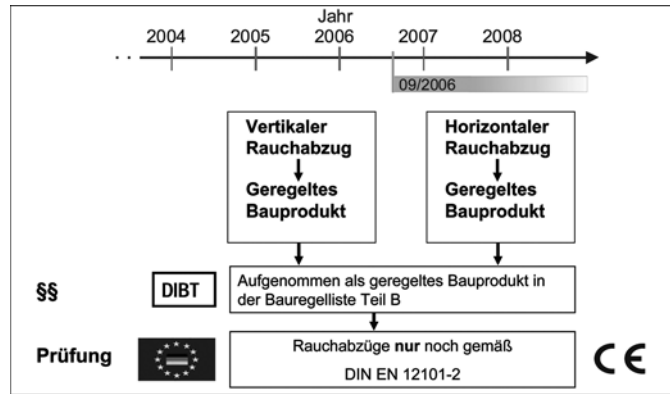 Jahr
2004 2005 2006 2007 2008
. .
09/2006
Vertikaler
Rauchabzug
Geregeltes
Bauprodukt
Horizontaler
Rauchabzug
Geregeltes
Bauprodukt
§§
DIBT
Aufgenommen als geregeltes Bauprodukt in
der Bauregelliste Teil B
Prüfung
Rauchabzüge nur noch gemäß
DIN EN 12101-2
CE